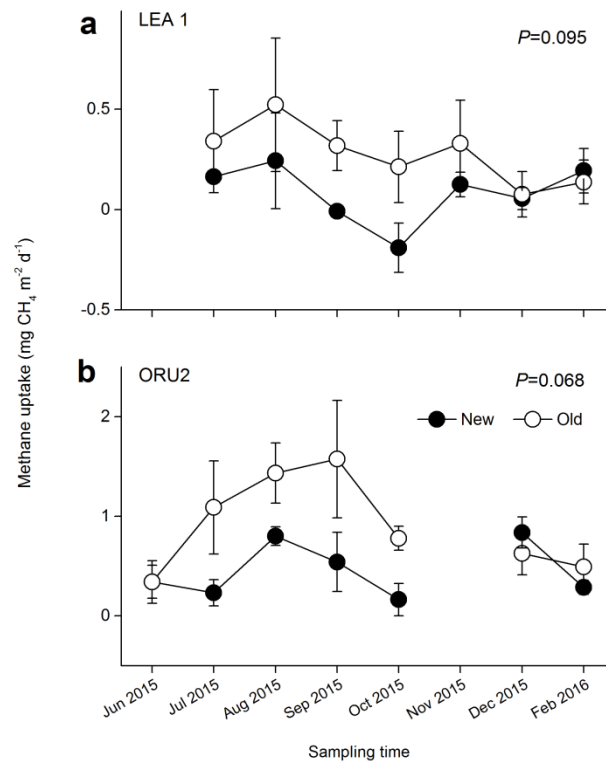 a
LEA 1
P=0.095
0.5
0
-0.5
Methane uptake (mg CH₄ m⁻² d⁻¹)
b
ORU2
P=0.068
New
Old
2
1
0
Jun 2015
Jul 2015
Aug 2015
Sep 2015
Oct 2015
Nov 2015
Dec 2015
Feb 2016
Sampling time